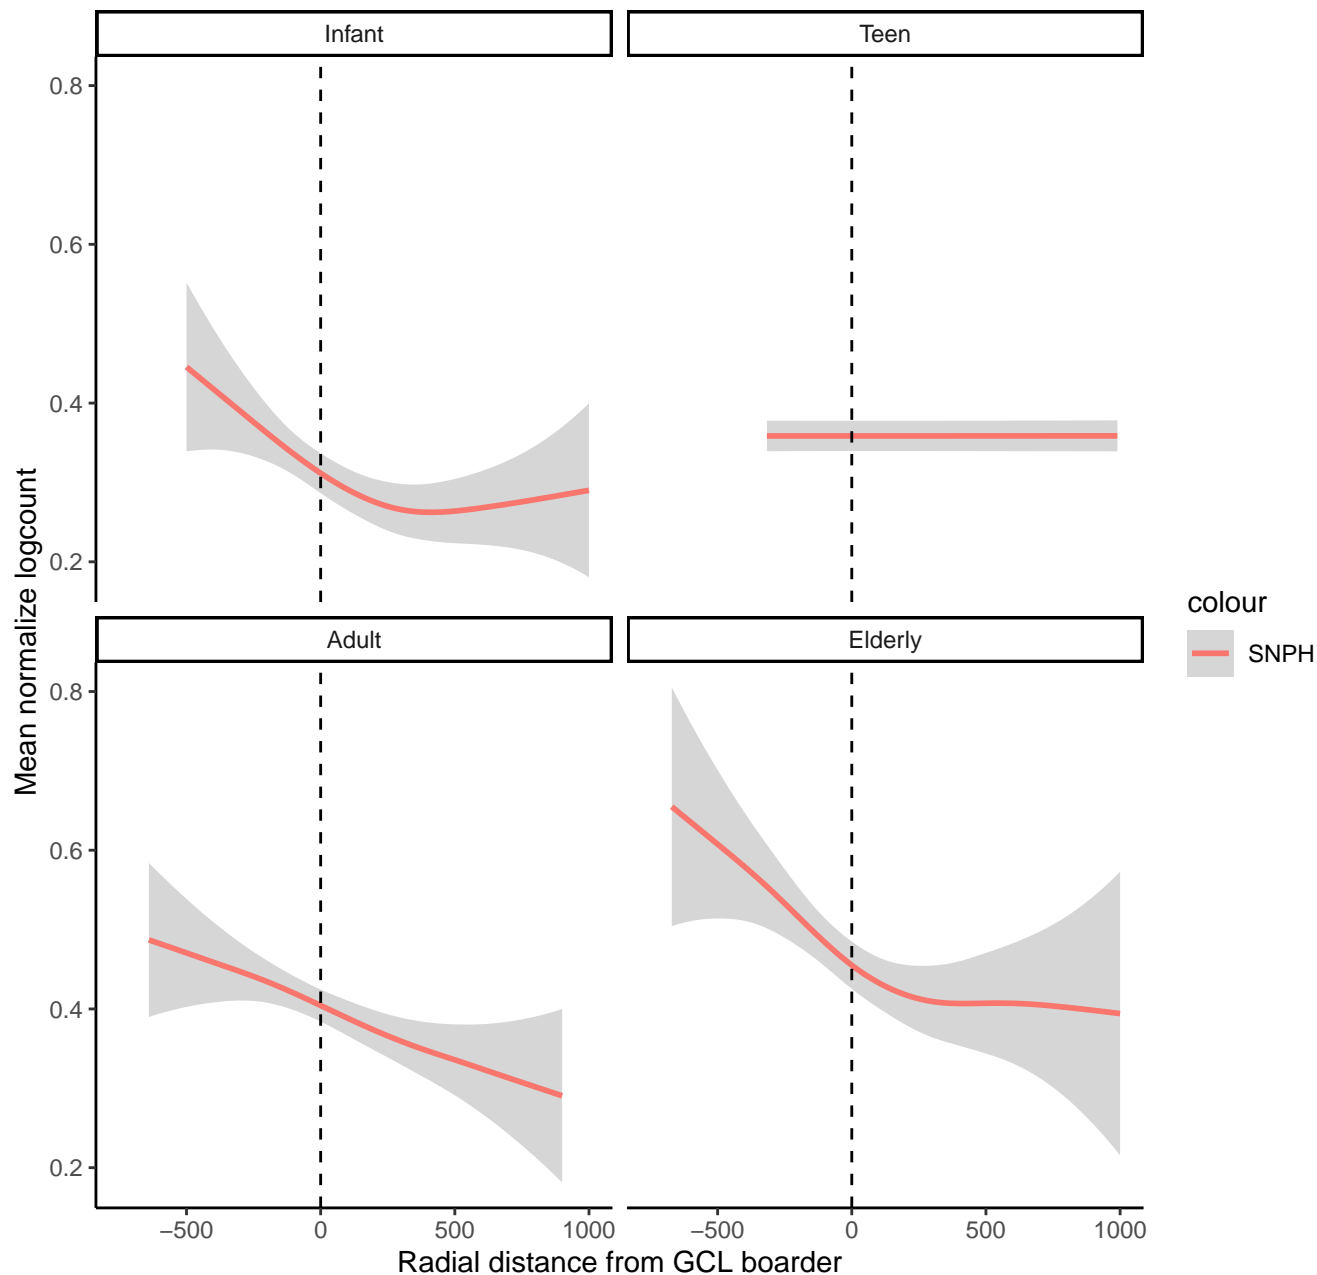 Infant
Teen
0.8
0.6
0.4
0.2
Adult
Elderly
0.8
0.6
0.4
0.2
−500
0
500
1000
−500
0
500
1000
Radial distance from GCL boarder
Mean normalize logcount
colour
SNPH